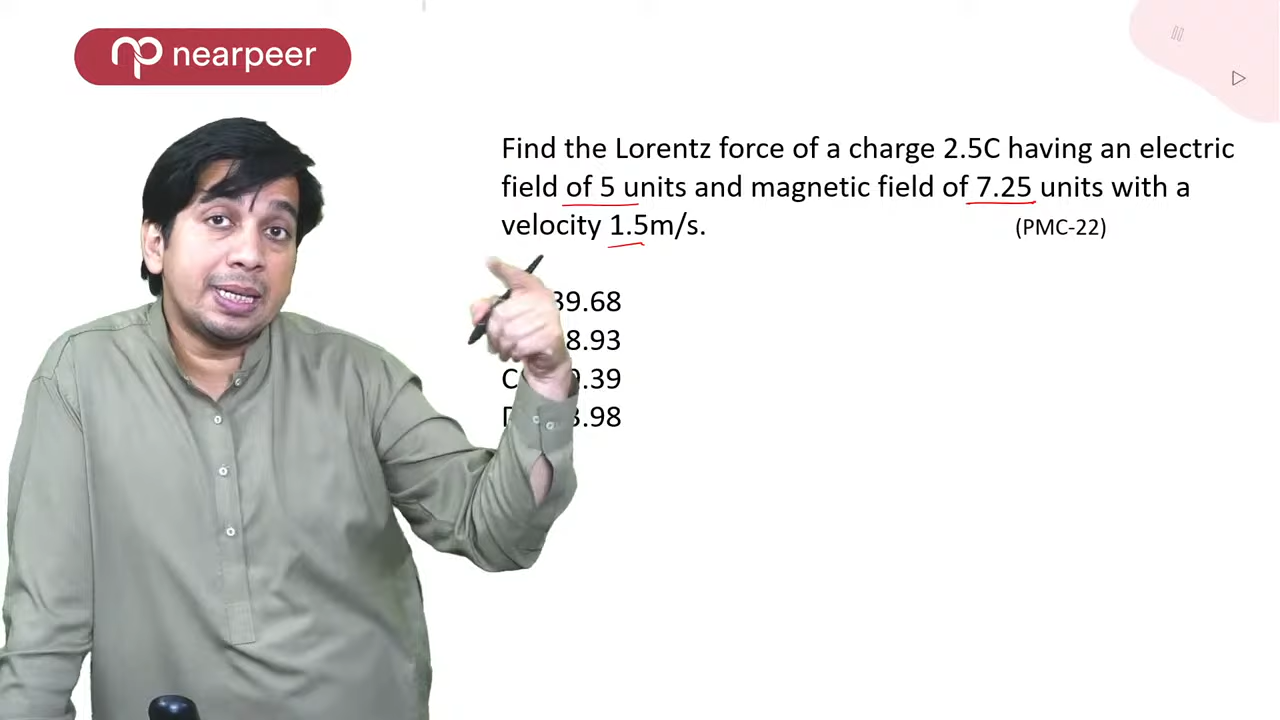 nearpeer
Find the Lorentz force of a charge 2.5C having an electric
field of 5 units and magnetic field of 7.25 units with a
velocity 1.5m/s.
(PMC-22)
39.68
8.93
.39
.98